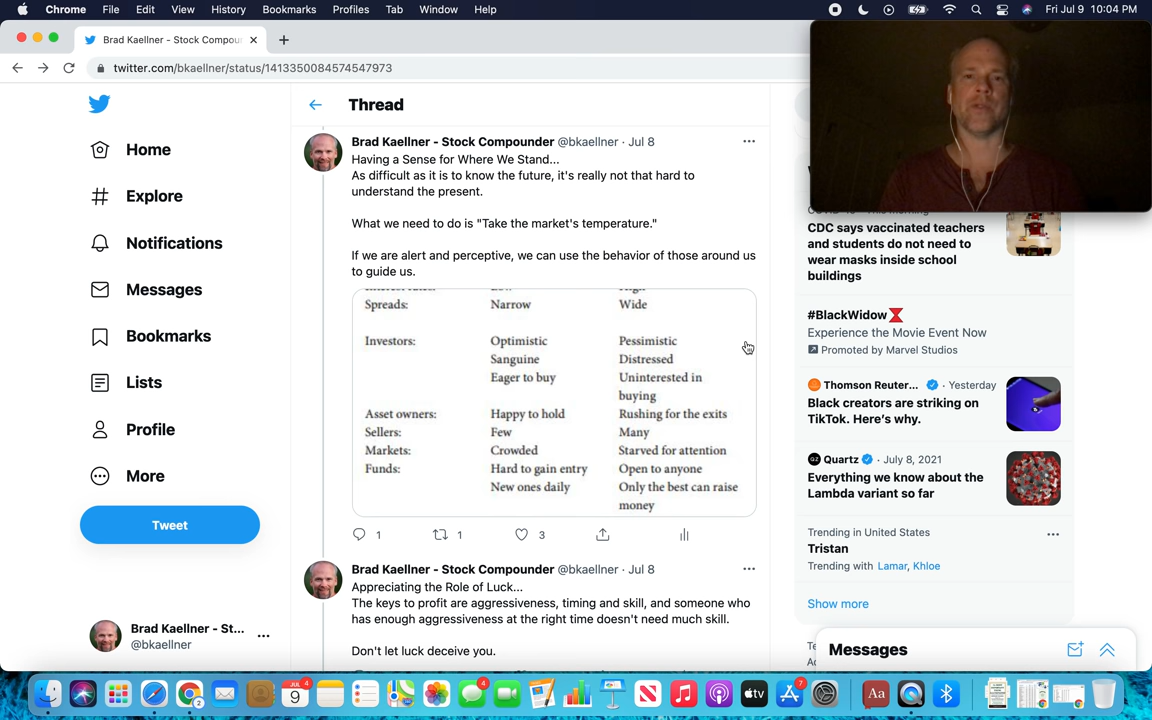 Chrome File Edit View History Bookmarks Profiles Tab Window Help
Fri Jul 9 10:04 PM
Brad Kaellner - Stock Compou
twitter.com/bkaellner/status/1413350084574547973
Home
Explore
Notifications
Messages
Bookmarks
Lists
Profile
More
Tweet
Brad Kaellner - St...
@bkaellner
Thread
Brad Kaellner - Stock Compounder @bkaellner · Jul 8
Having a Sense for Where We Stand...
As difficult as it is to know the future, it's really not that hard to
understand the present.
What we need to do is "Take the market's temperature."
If we are alert and perceptive, we can use the behavior of those around us
to guide us.
Spreads: Narrow Wide
Investors: Optimistic Pessimistic
Sanguine Distressed
Eager to buy Uninterested in
buying
Asset owners: Happy to hold Rushing for the exits
Sellers: Few Many
Markets: Crowded Starved for attention
Funds: Hard to gain entry Open to anyone
New ones daily Only the best can raise
money
1 1 3
Brad Kaellner - Stock Compounder @bkaellner · Jul 8
Appreciating the Role of Luck...
The keys to profit are aggressiveness, timing and skill, and someone who
has enough aggressiveness at the right time doesn't need much skill.
Don't let luck deceive you.
CDC says vaccinated teachers
and students do not need to
wear masks inside school
buildings
#BlackWidow
Experience the Movie Event Now
Promoted by Marvel Studios
Thomson Reuter... · Yesterday
Black creators are striking on
TikTok. Here's why.
Quartz · July 8, 2021
Everything we know about the
Lambda variant so far
Trending in United States
Tristan
Trending with Lamar, Khloe
Show more
Messages
JUL 4
9
2
4
7
tv
Aa